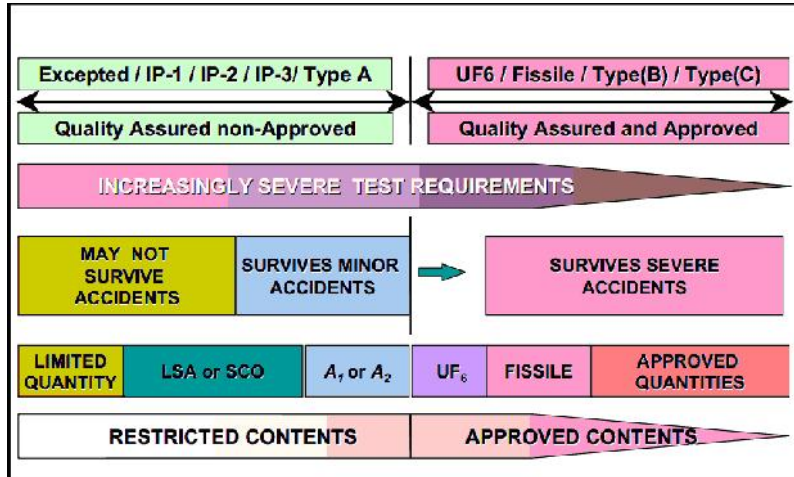 Excepted / IP-1 / IP-2 / IP-3/ Type A
UF6 / Fissile / Type(B) / Type(C)
Quality Assured non-Approved
Quality Assured and Approved
INCREASINGLY SEVERE TEST REQUIREMENTS
MAY NOT
SURVIVE
ACCIDENTS
SURVIVES MINOR
ACCIDENTS
SURVIVES SEVERE
ACCIDENTS
LIMITED
QUANTITY
LSA or SCO
A₁ or A₂
UF₆
FISSILE
APPROVED
QUANTITIES
RESTRICTED CONTENTS
APPROVED CONTENTS